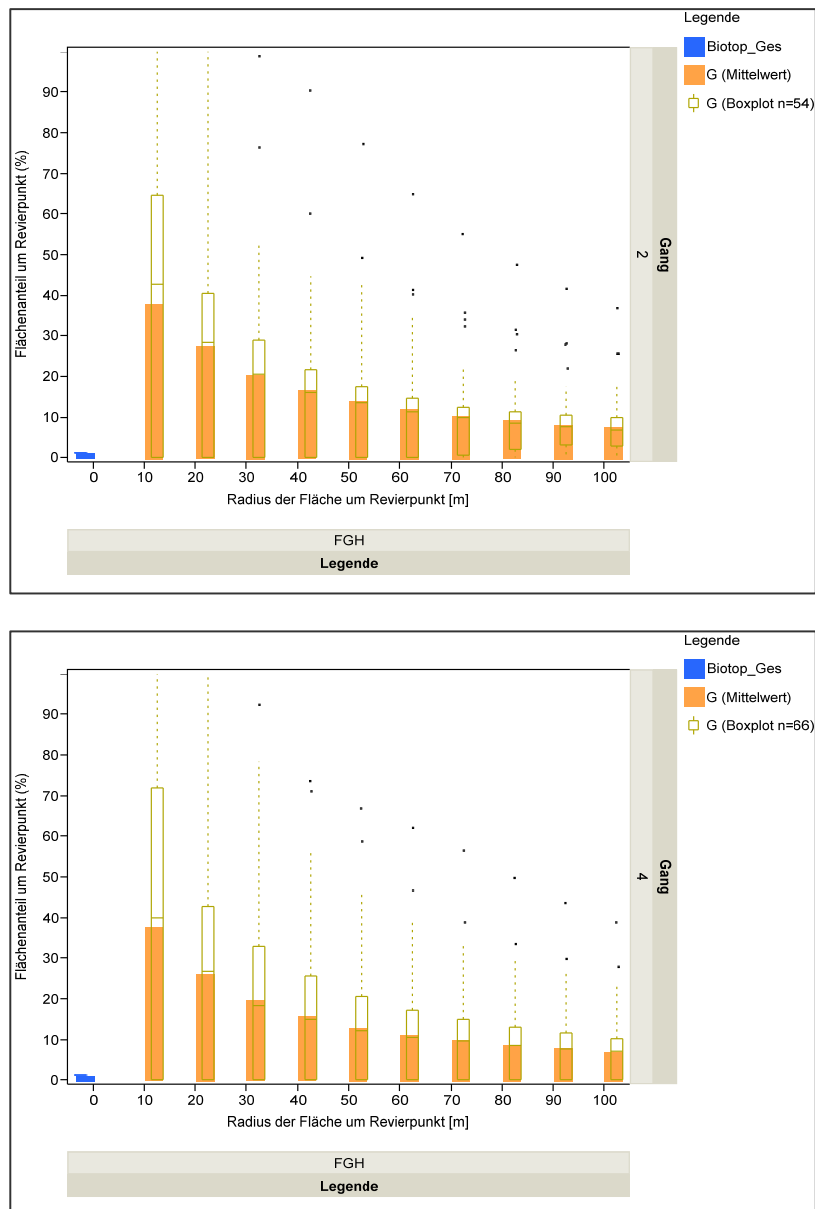 Legende
Biotop_Ges
G (Mittelwert)
G (Boxplot n=54)
Flächenanteil um Revierpunkt (%)
90
80
70
60
50
40
30
20
10
0
0 10 20 30 40 50 60 70 80 90 100
Radius der Fläche um Revierpunkt [m]
2
Gang
FGH
Legende
Legende
Biotop_Ges
G (Mittelwert)
G (Boxplot n=66)
Flächenanteil um Revierpunkt (%)
90
80
70
60
50
40
30
20
10
0
0 10 20 30 40 50 60 70 80 90 100
Radius der Fläche um Revierpunkt [m]
4
Gang
FGH
Legende